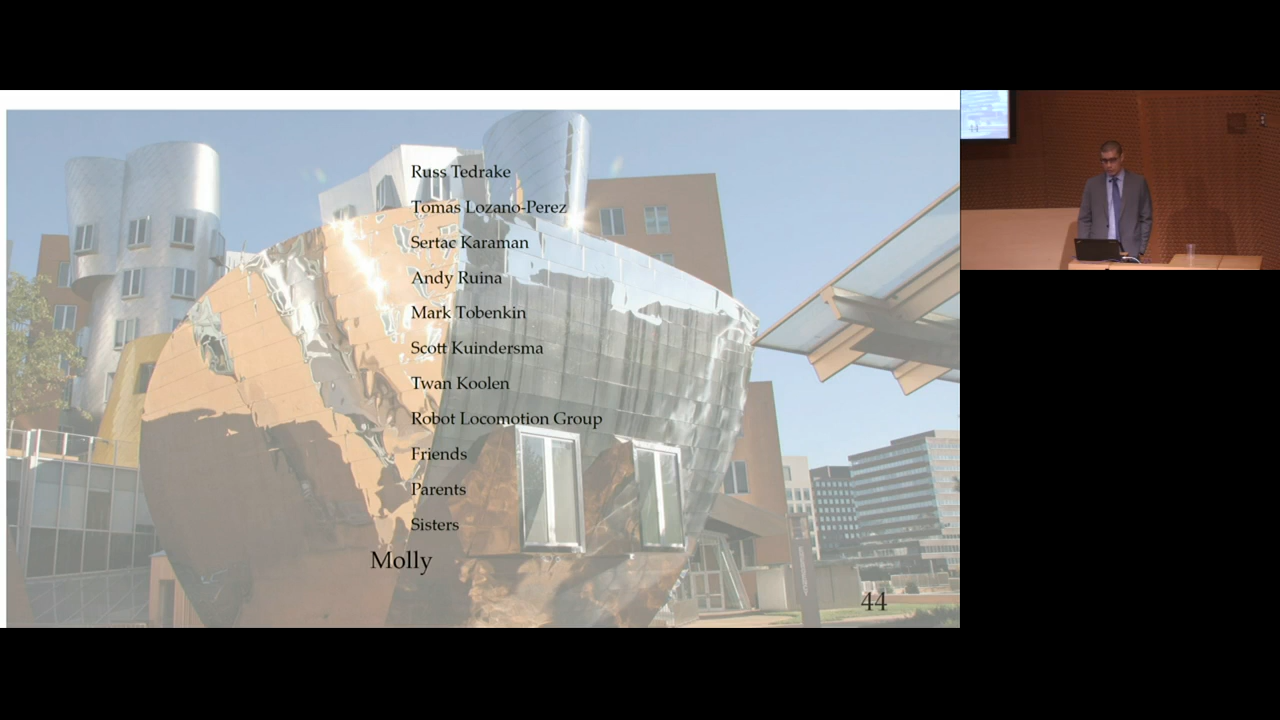 Russ Tedrake
Tomas Lozano-Perez
Sertac Karaman
Andy Ruina
Mark Tobenkin
Scott Kuindersma
Twan Koolen
Robot Locomotion Group
Friends
Parents
Sisters
Molly
44
44